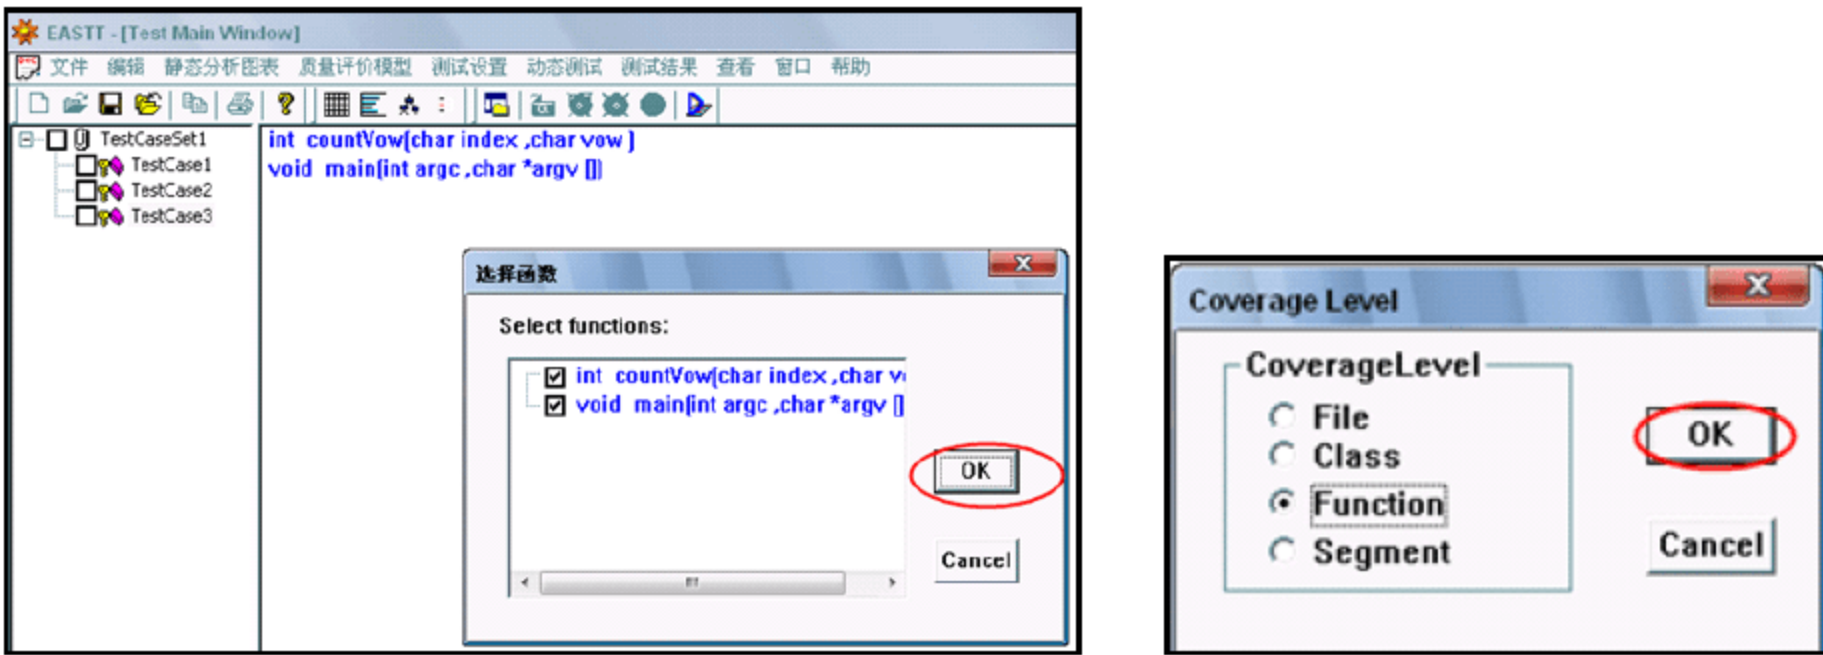 EASTT - [Test Main Window]
文件 编辑 静态分析图表 质量评价模型 测试设置 动态测试 测试结果 查看 窗口 帮助
TestCaseSet1
TestCase1
TestCase2
TestCase3
int countVow(char index ,char vow )
void main(int argc ,char *argv [])
选择函数
Select functions:
int countVow(char index ,char v
void main(int argc ,char *argv []
OK
Cancel
Coverage Level
CoverageLevel
File
Class
Function
Segment
OK
Cancel